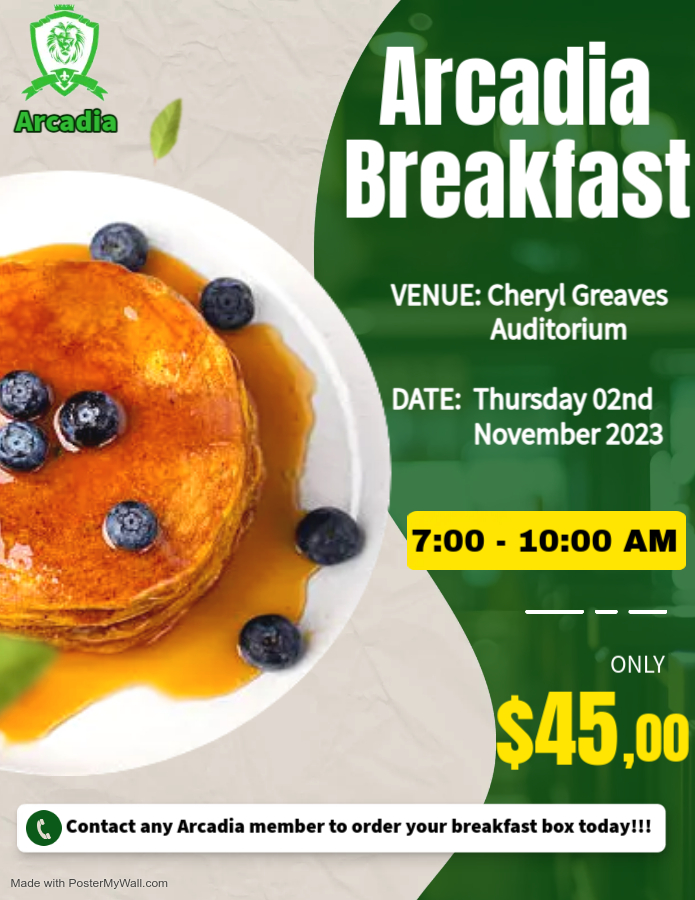 Arcadia
Arcadia
Breakfast
VENUE: Cheryl Greaves
Auditorium
DATE: Thursday 02nd
November 2023
7:00 - 10:00 AM
ONLY
$45,00
Contact any Arcadia member to order your breakfast box today!!!
Made with PosterMyWall.com